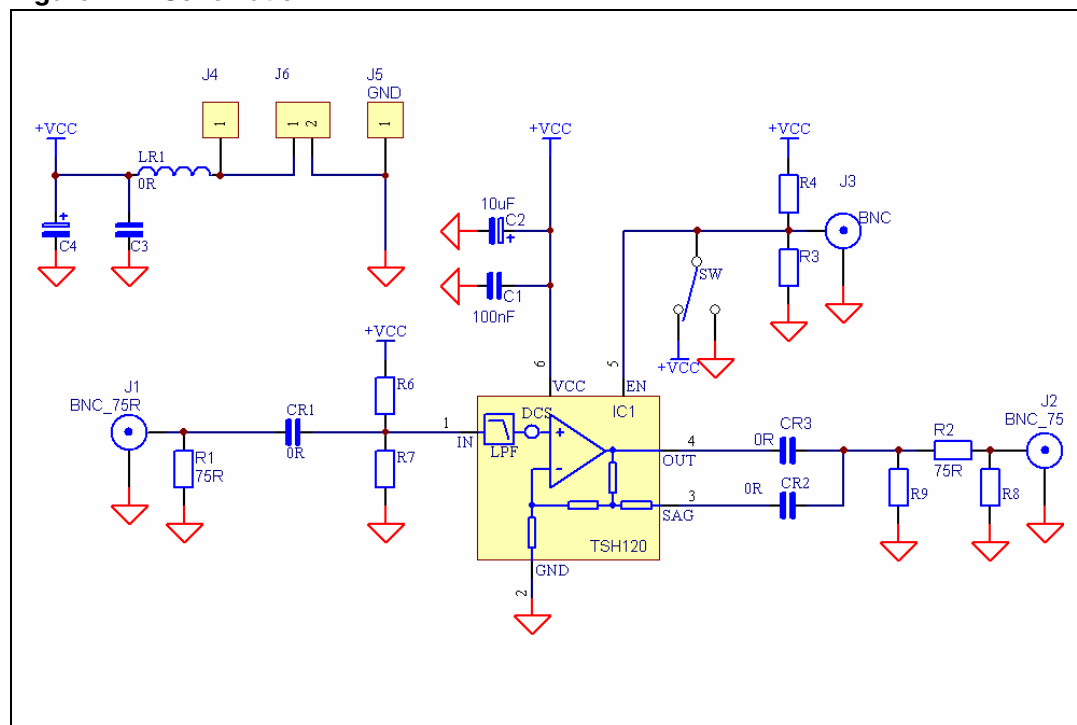 J4
J6
J5
GND
1
1 2
1
+VCC
LR1
0R
C4
C3
+VCC
10uF
C2
C1
100nF
+VCC
R4
J3
BNC
R3
SW
+VCC
+VCC
6
VCC
5
EN
IC1
J1
BNC_75R
R1
75R
CR1
0R
R6
R7
1
IN
LPF
DCS
4
OUT
3
SAG
TSH120
GND
2
0R
CR3
0R
CR2
R9
R2
75R
R8
J2
BNC_75